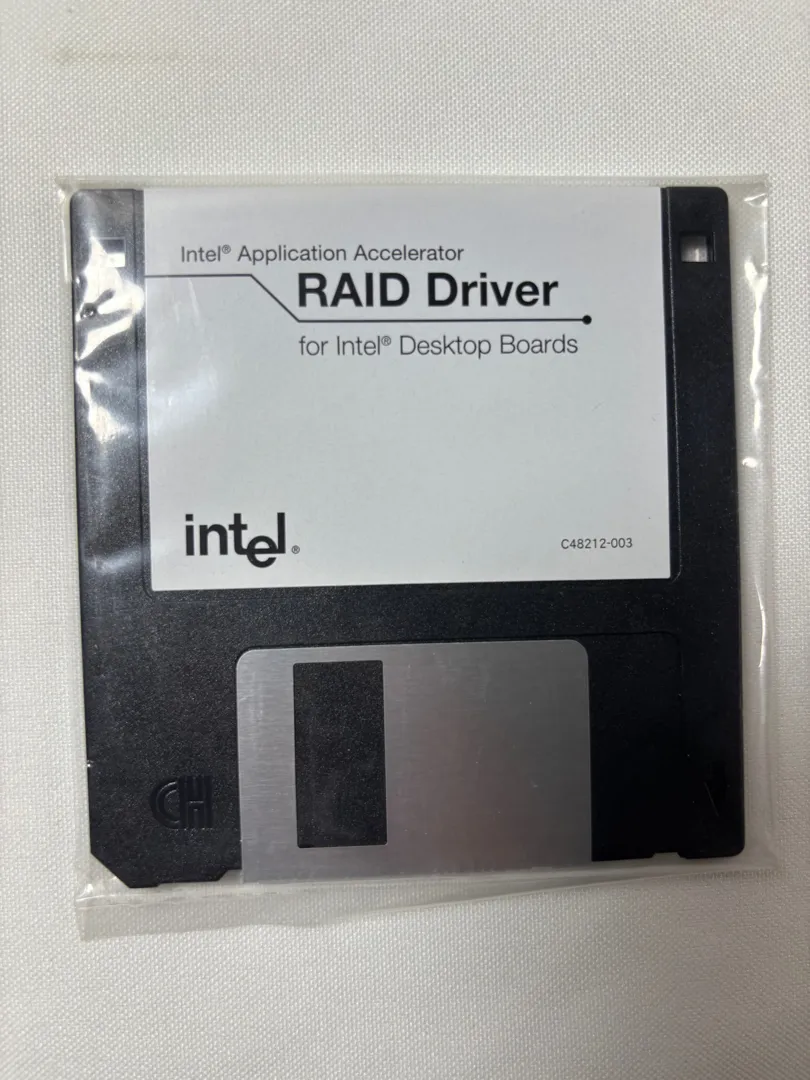 Intel® Application Accelerator
RAID Driver
for Intel® Desktop Boards
intel®
C48212-003